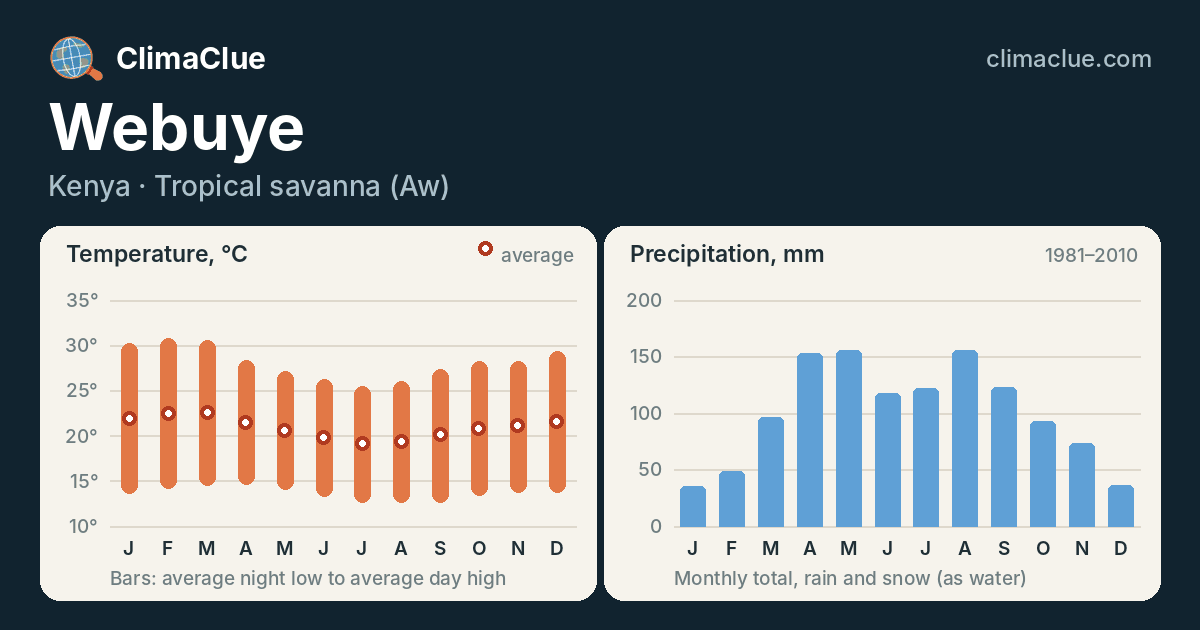 ClimaClue
climaclue.com
Webuye
Kenya · Tropical savanna (Aw)
Temperature, °C
average
35°
30°
25°
20°
15°
10°
J F M A M J J A S O N D
Bars: average night low to average day high
Precipitation, mm
1981–2010
200
150
100
50
0
J F M A M J J A S O N D
Monthly total, rain and snow (as water)